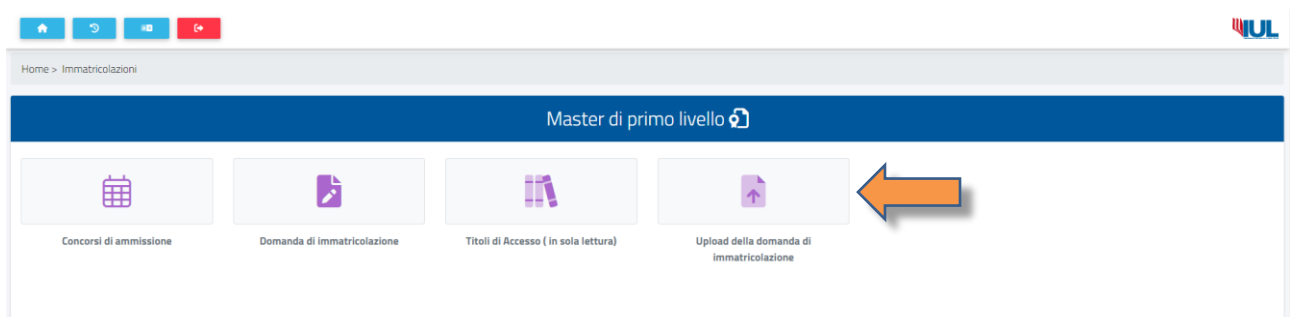 IUL
Home > Immatricolazioni
Master di primo livello
Concorsi di ammissione
Domanda di immatricolazione
Titoli di Accesso ( in sola lettura)
Upload della domanda di
immatricolazione